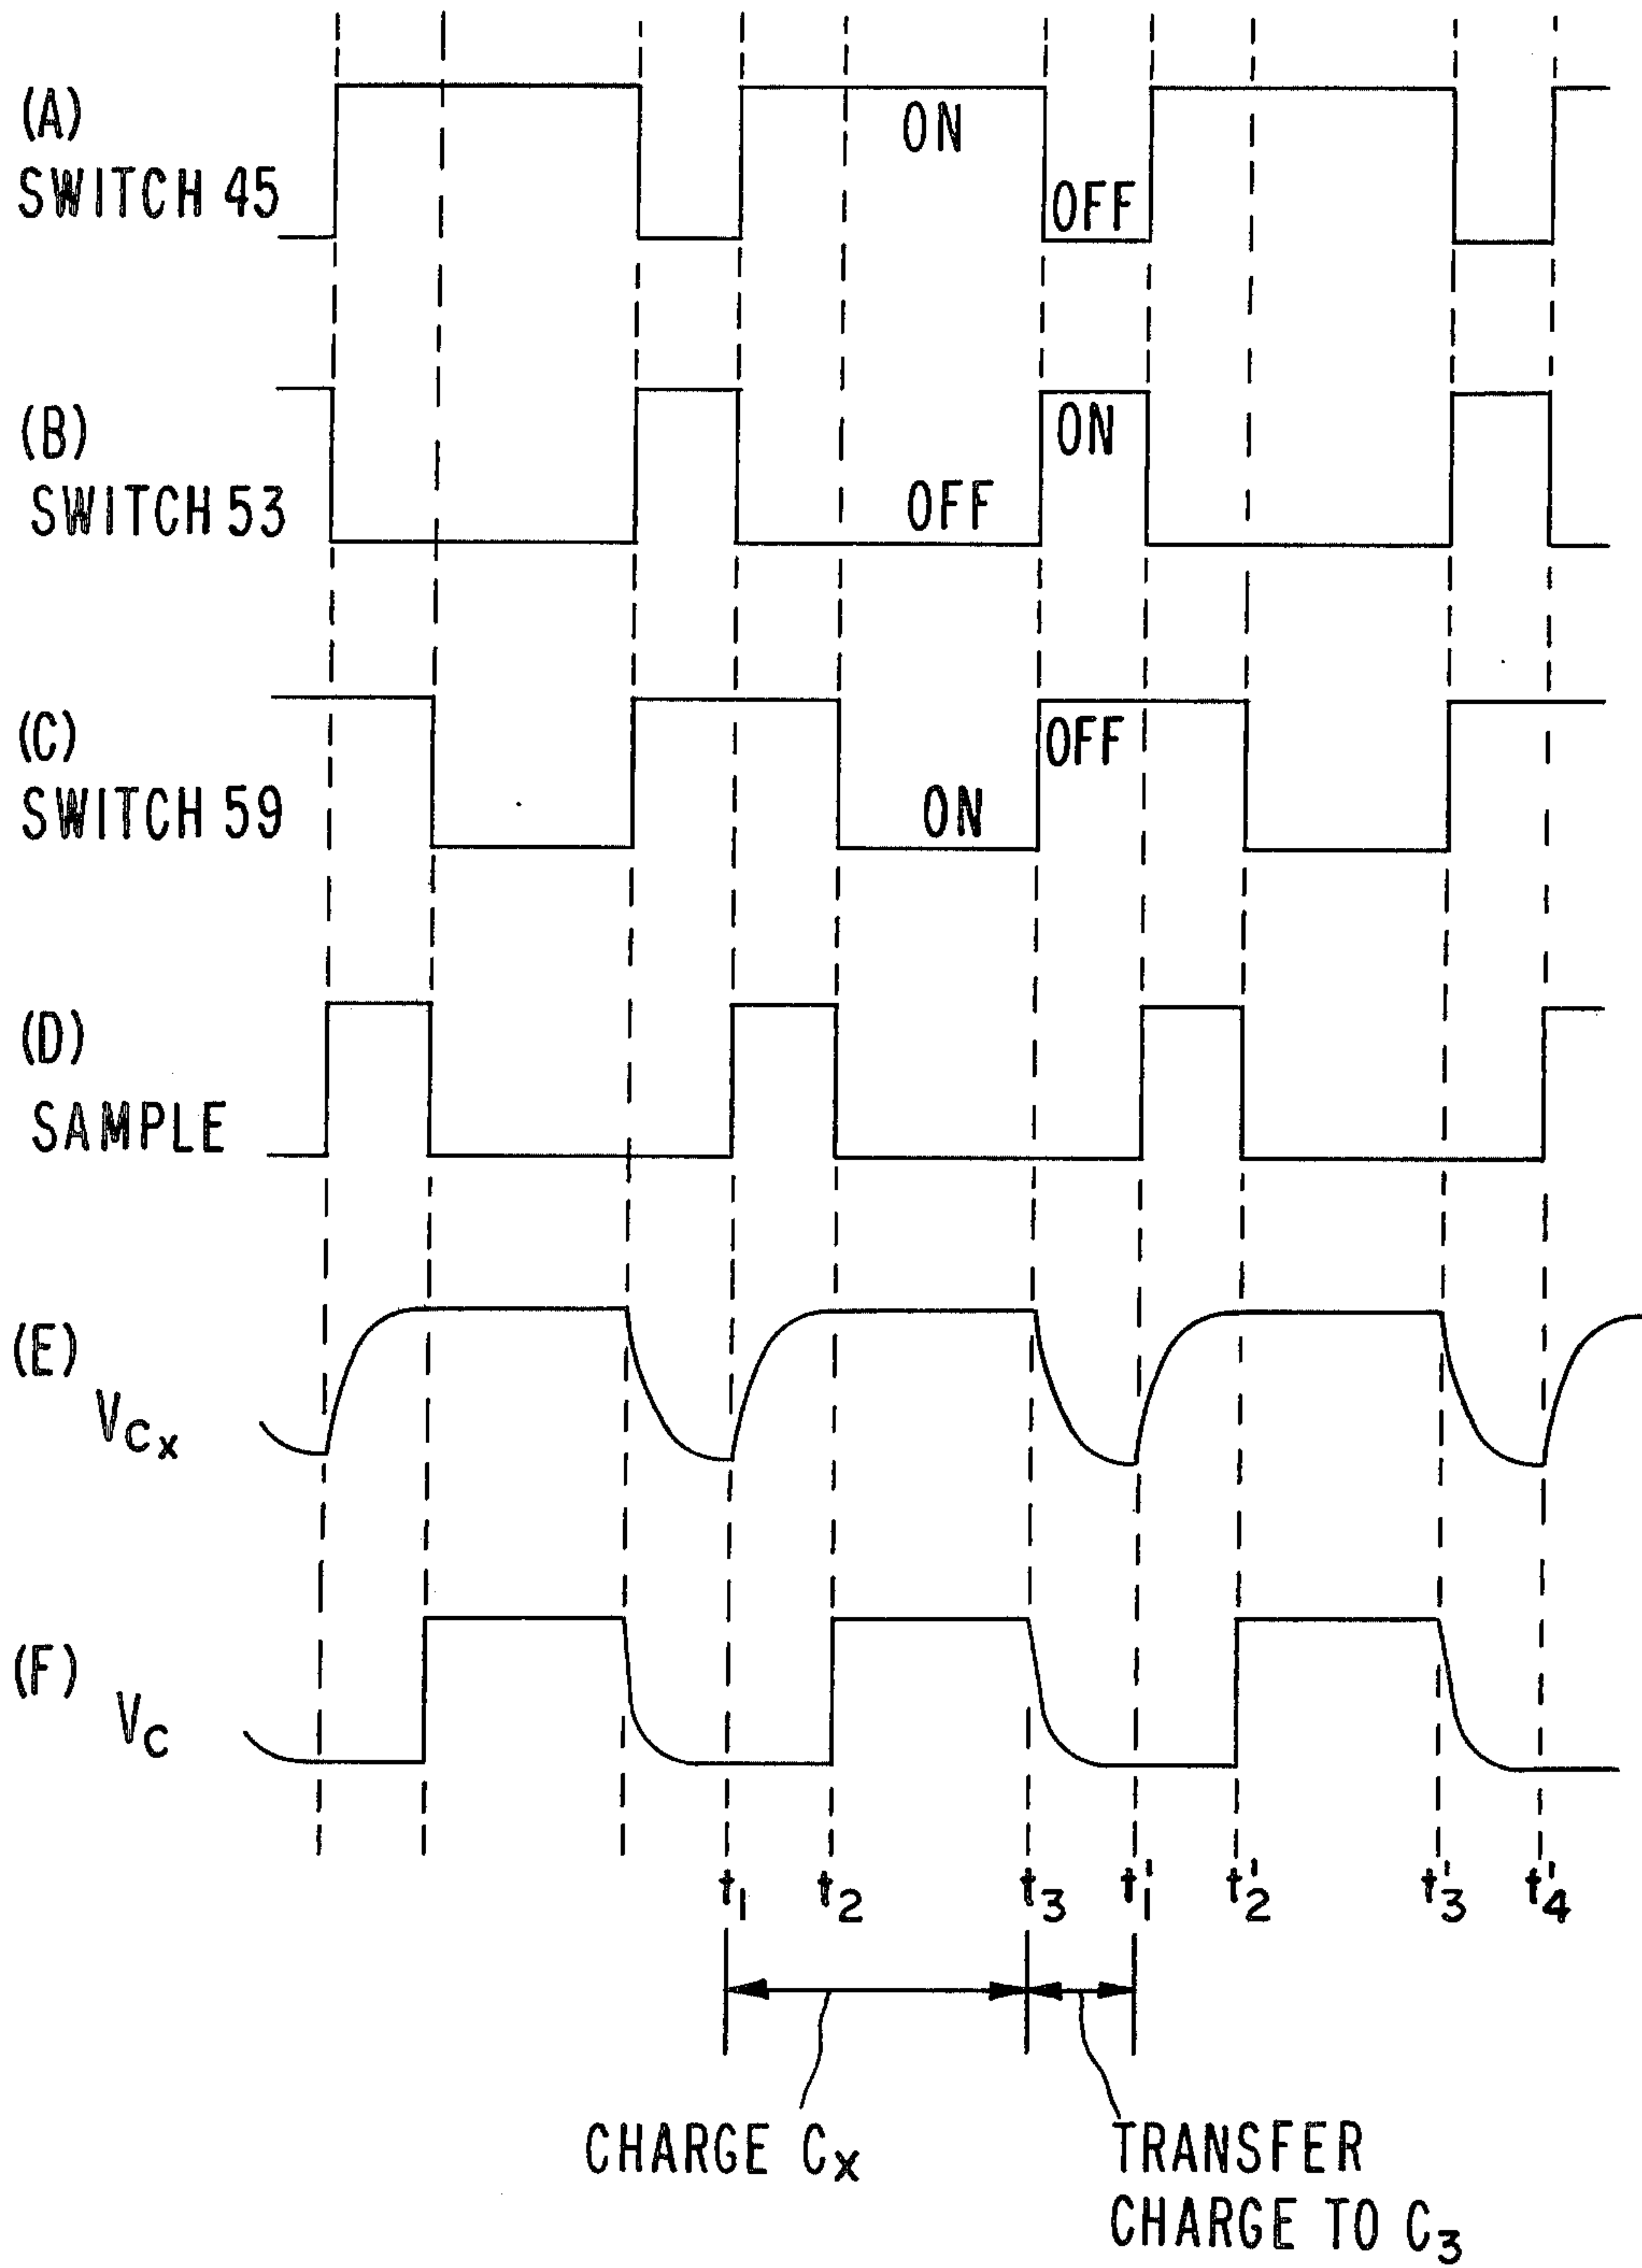 (A)
SWITCH 45
ON
OFF
(B)
SWITCH 53
ON
OFF
(C)
SWITCH 59
OFF
ON
(D)
SAMPLE
(E)
VCx
(F)
VC
t1 t2 t3 t'1 t'2 t'3 t'4
CHARGE Cx
TRANSFER
CHARGE TO C3